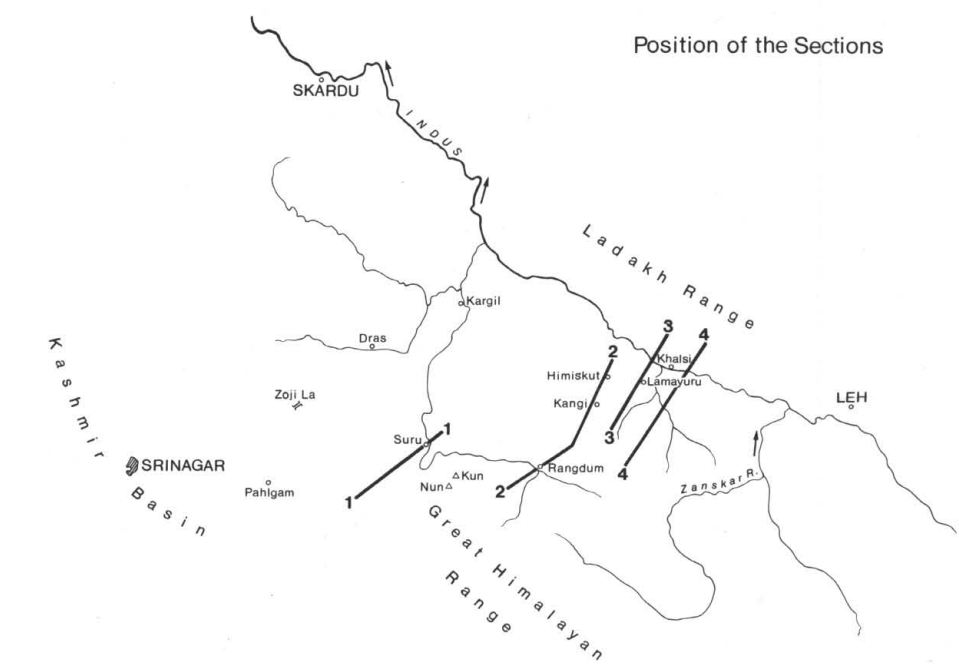 Position of the Sections
SKARDU
INDUS
Ladakh Range
Kargil
Dras
Kashmir Basin
Zoji La
3
4
2
Khalsi
Himiskut
Lamayuru
Kangi
LEH
1
Suru
3
SRINAGAR
Rangdum
Kun
4
Pahlgam
Nun
2
Zanskar R.
1
Great Himalayan
Range